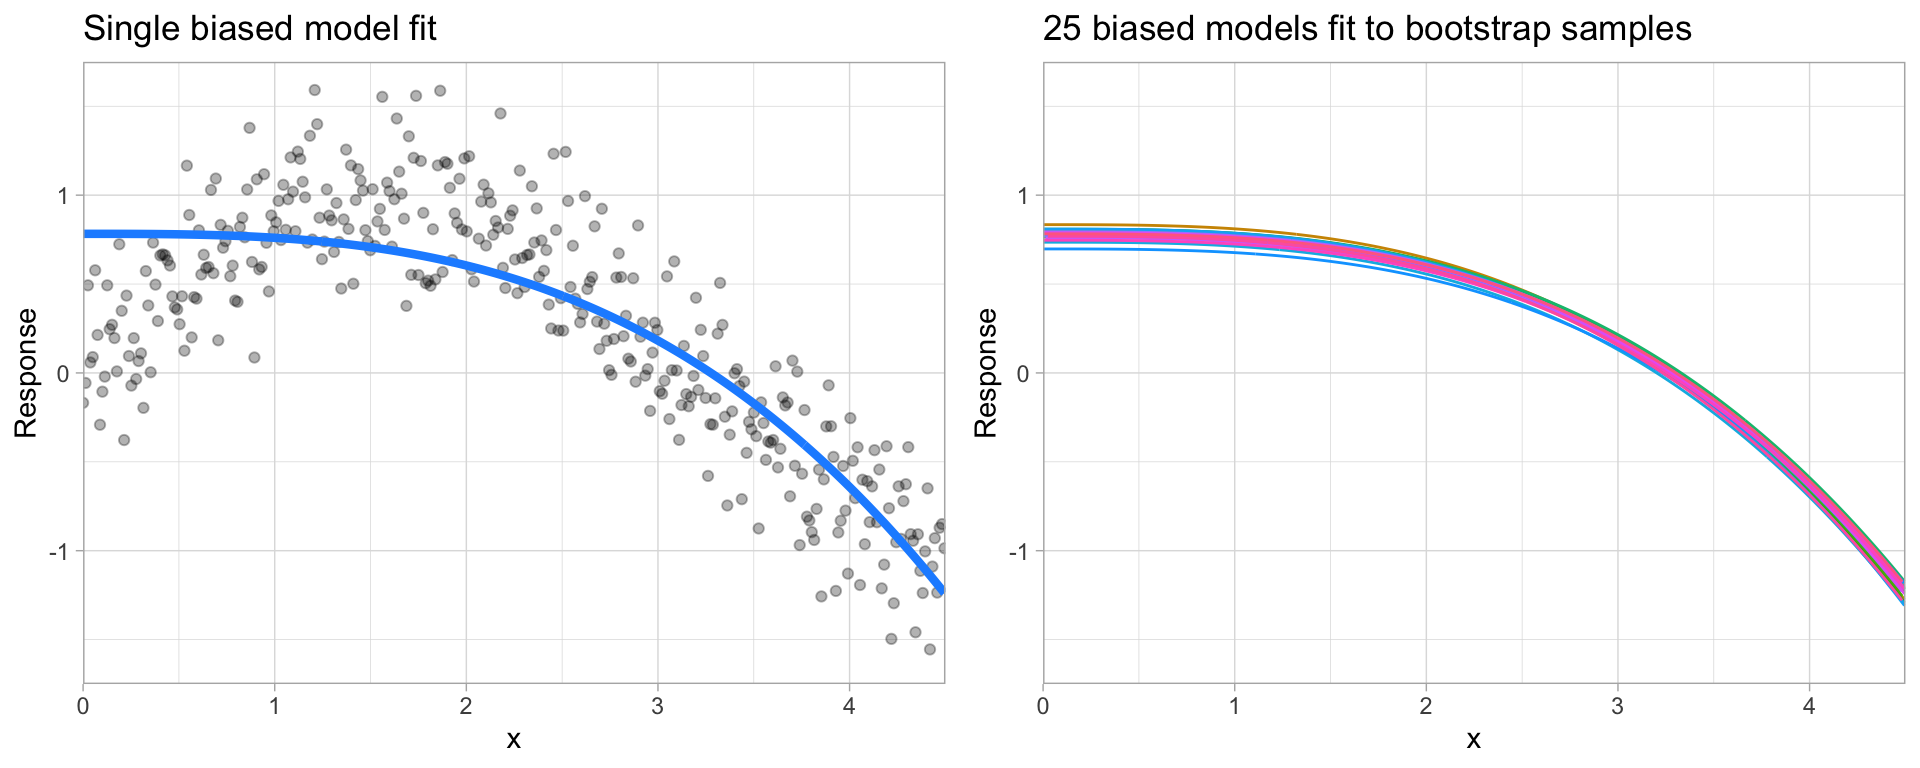 Single biased model fit
Response
1
0
-1
0 1 2 3 4
x
25 biased models fit to bootstrap samples
Response
1
0
-1
0 1 2 3 4
x